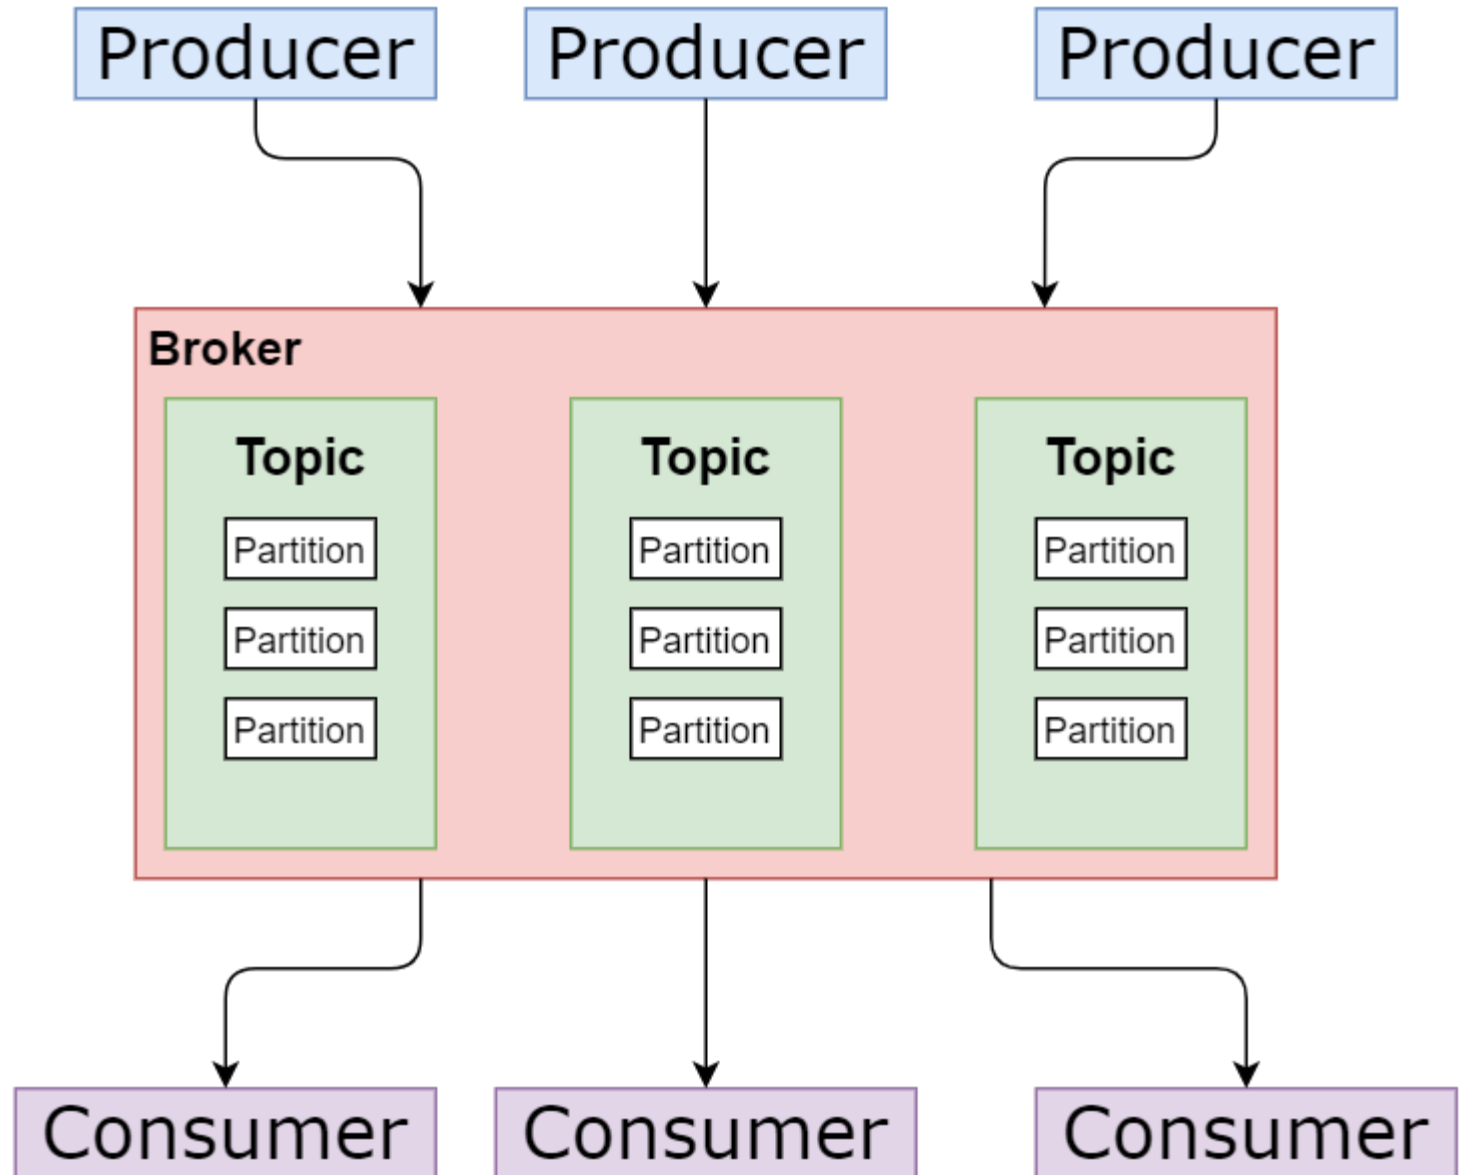 Producer Producer Producer
Broker
Topic Topic Topic
Partition Partition Partition
Partition Partition Partition
Partition Partition Partition
Consumer Consumer Consumer